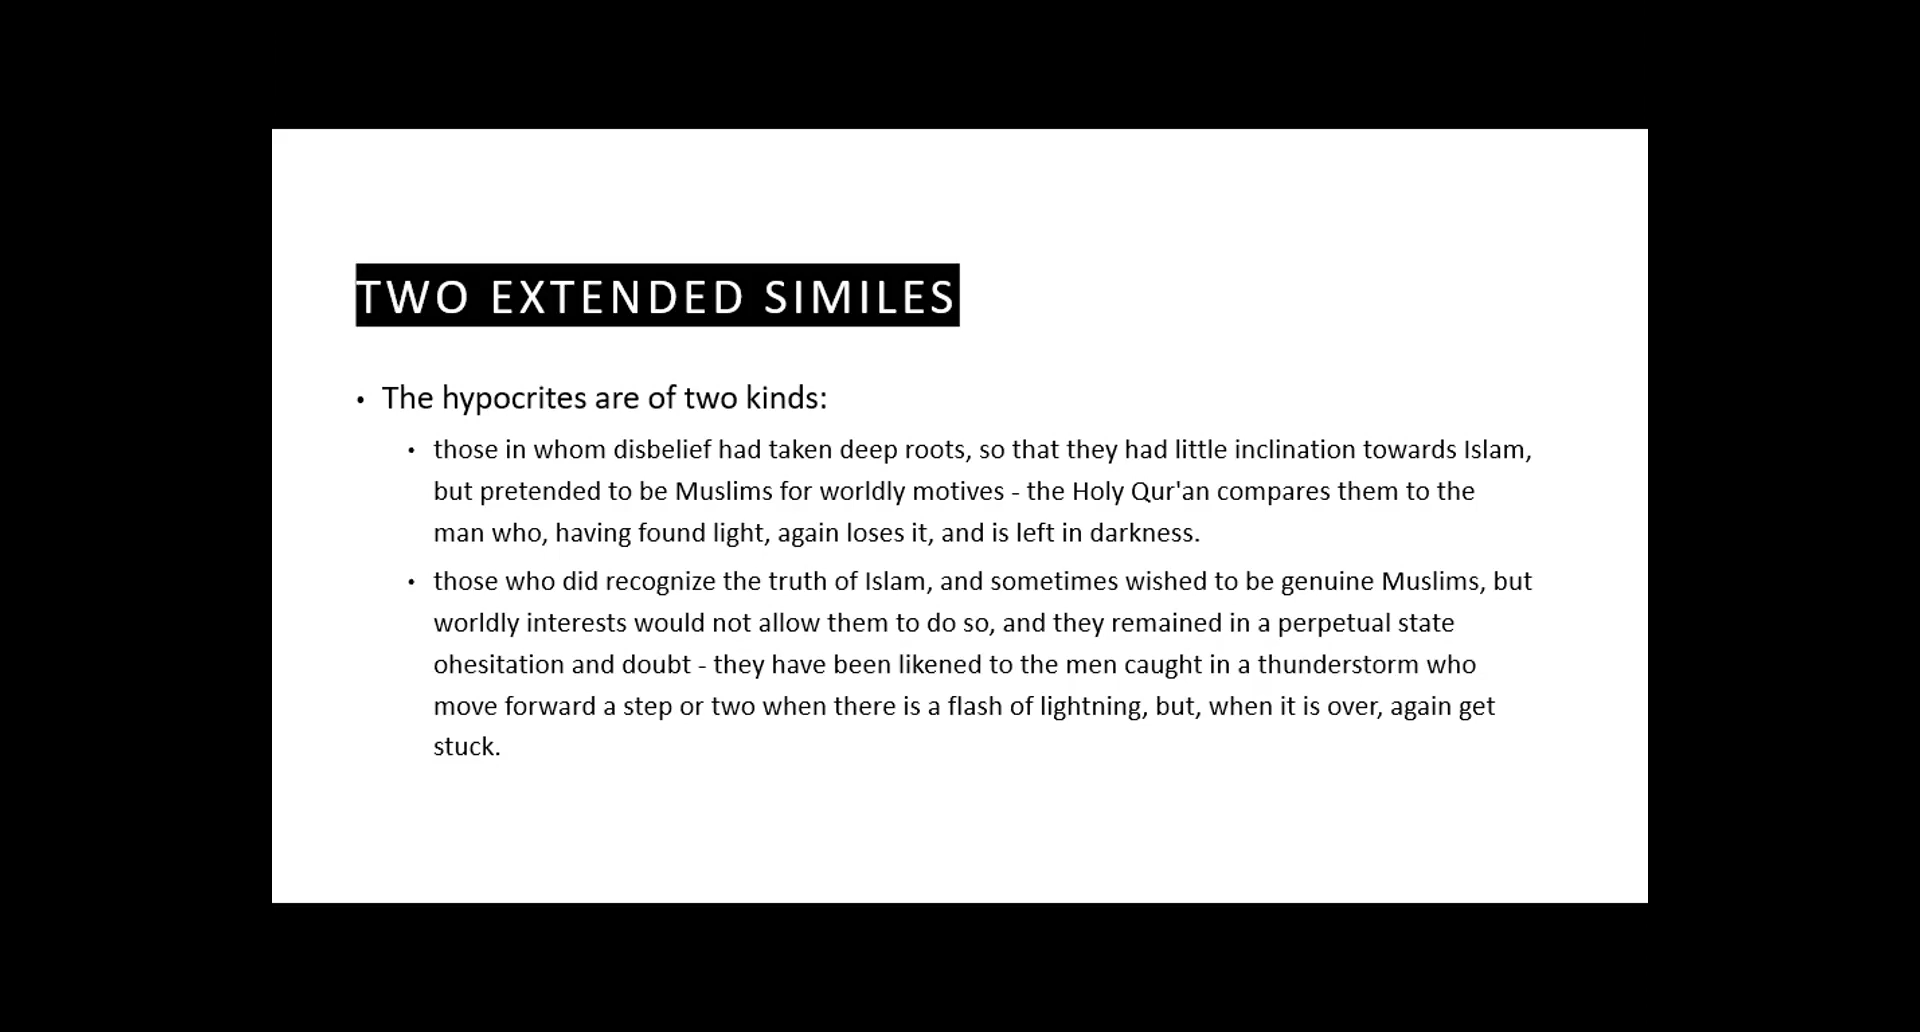 TWO EXTENDED SIMILES
• The hypocrites are of two kinds:
• those in whom disbelief had taken deep roots, so that they had little inclination towards Islam,
but pretended to be Muslims for worldly motives - the Holy Qur'an compares them to the
man who, having found light, again loses it, and is left in darkness.
• those who did recognize the truth of Islam, and sometimes wished to be genuine Muslims, but
worldly interests would not allow them to do so, and they remained in a perpetual state
ohesitation and doubt - they have been likened to the men caught in a thunderstorm who
move forward a step or two when there is a flash of lightning, but, when it is over, again get
stuck.